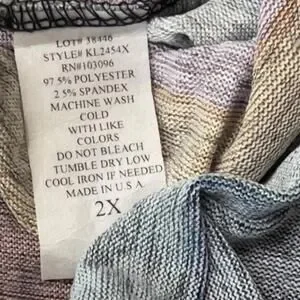 LOT# 38446
STYLE# KL2454X
RN#103096
97.5% POLYESTER
2.5% SPANDEX
MACHINE WASH
COLD
WITH LIKE
COLORS
DO NOT BLEACH
TUMBLE DRY LOW
COOL IRON IF NEEDED
MADE IN U.S.A.
2X